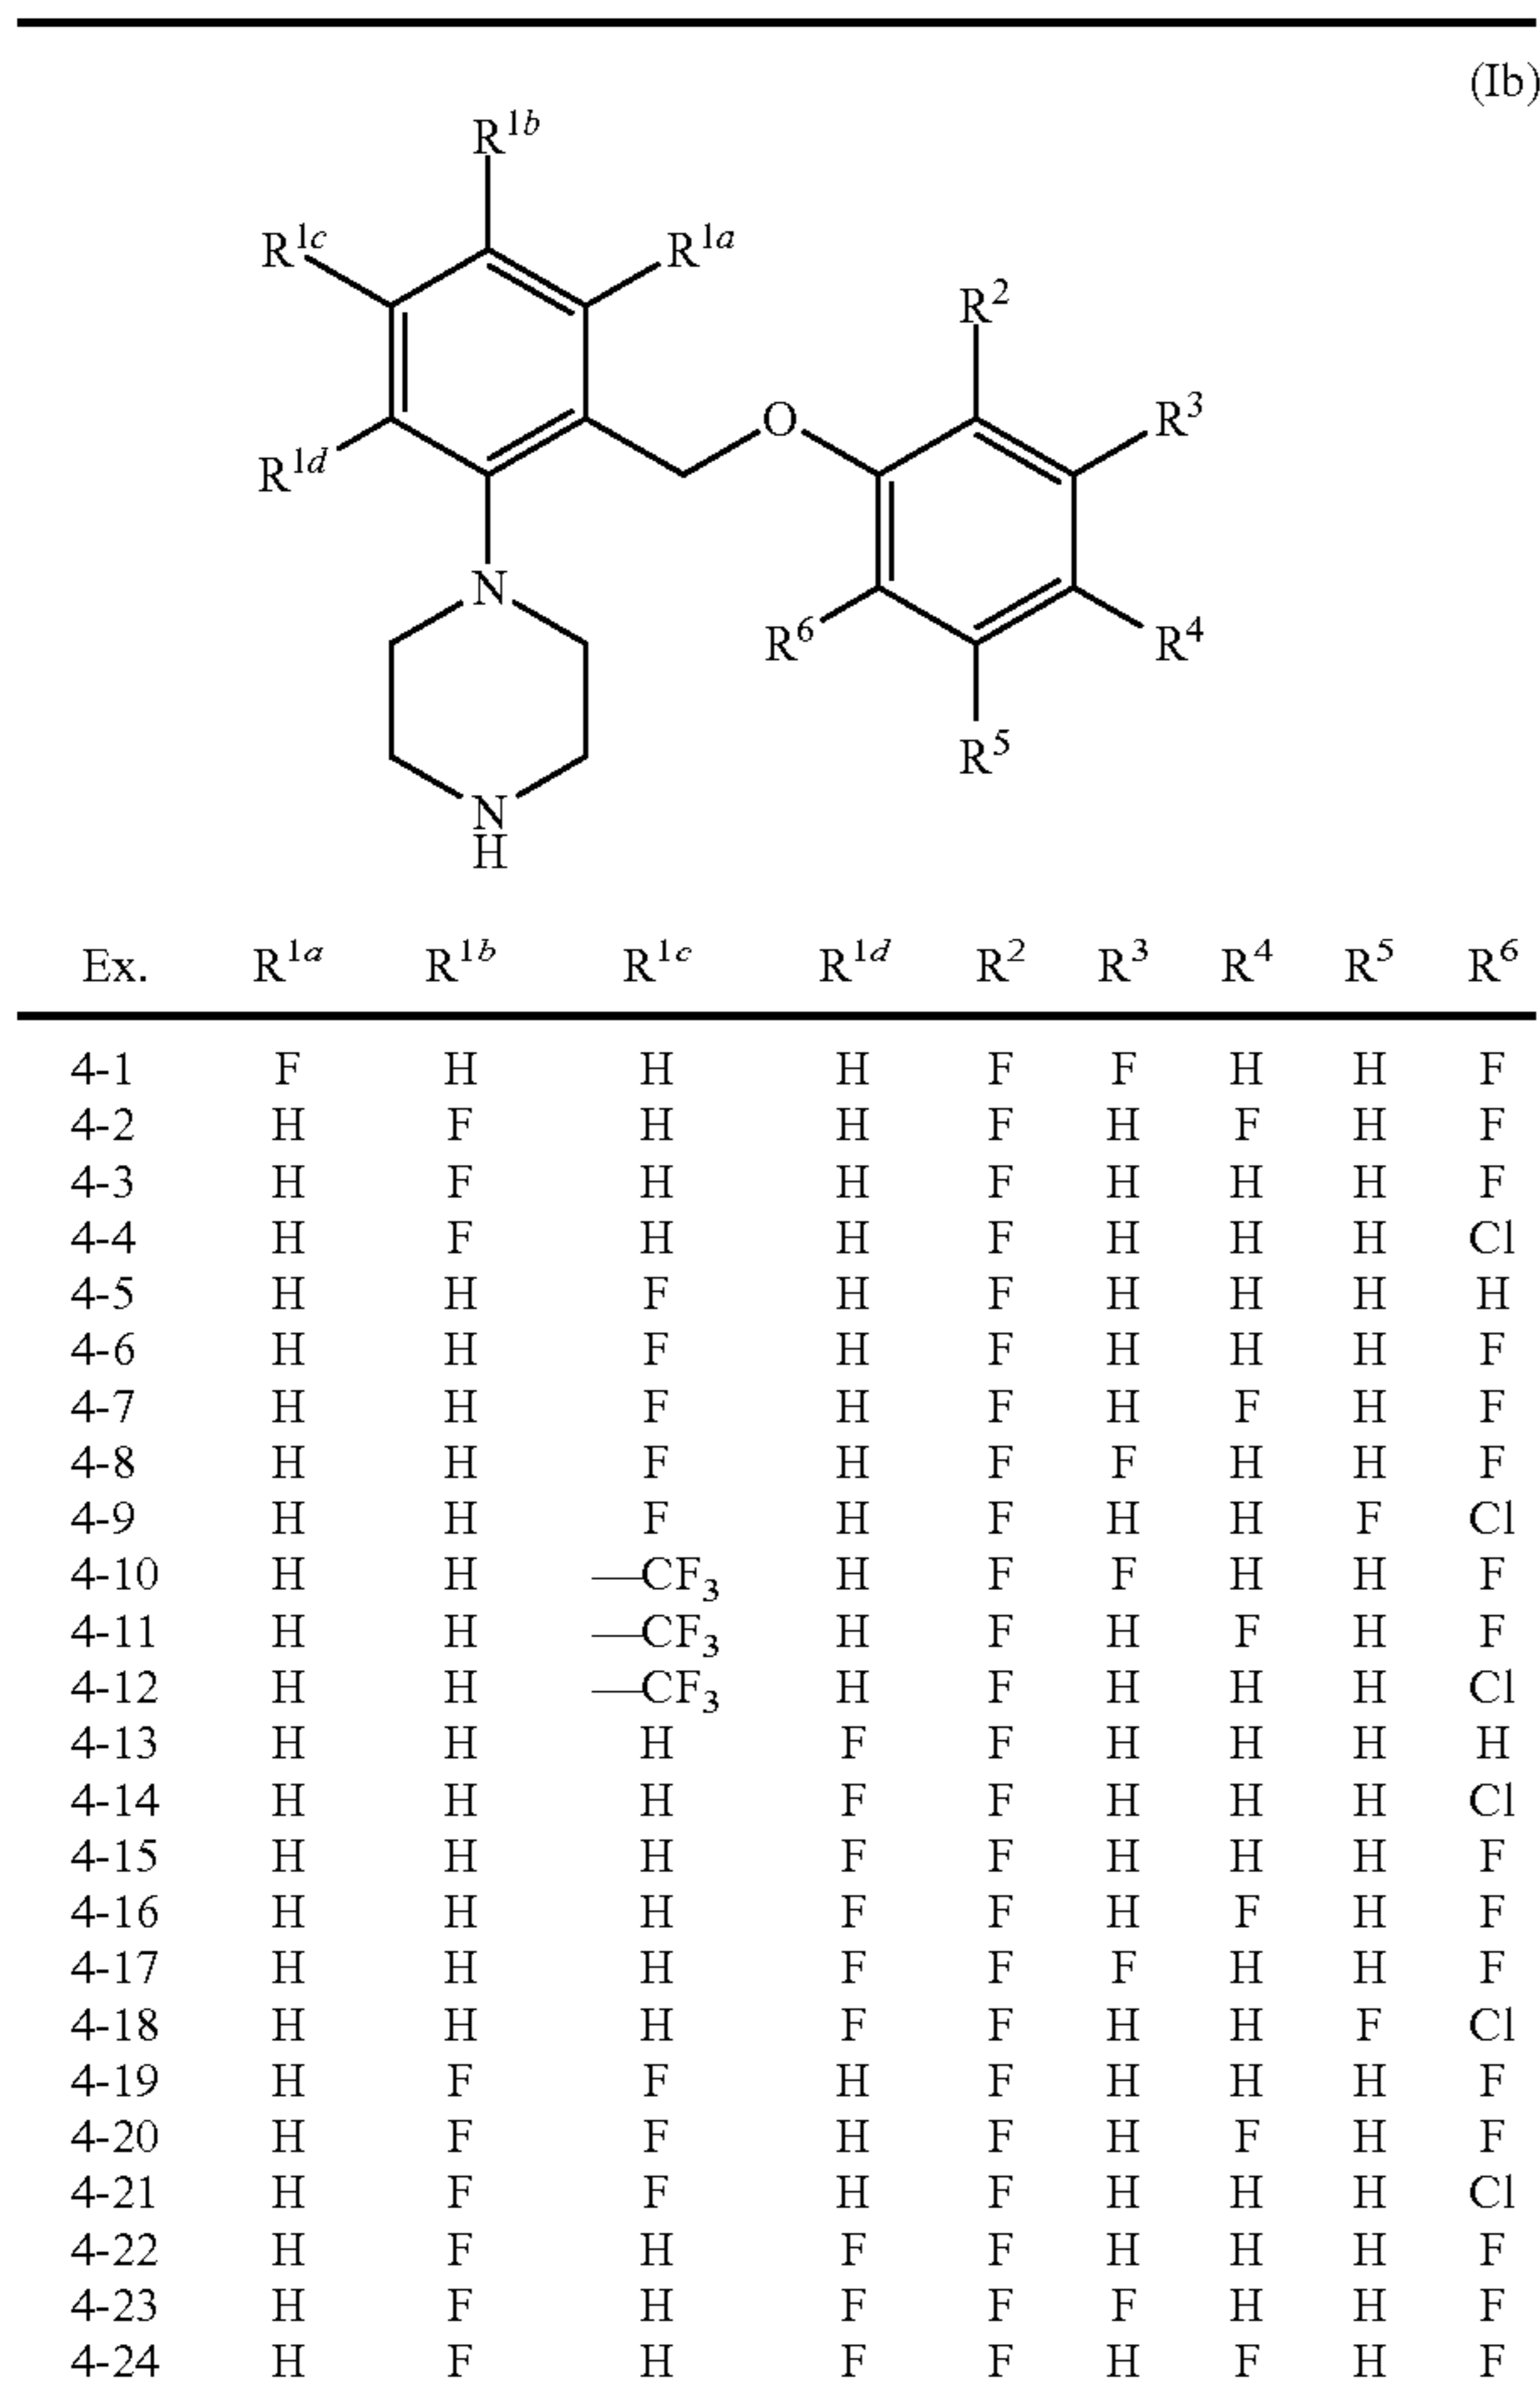 (Ib)
R1b
R1c
R1a
R2
R3
O
R1d
N
R6
R4
R5
N
H
Ex. R1a R1b R1c R1d R2 R3 R4 R5 R6
4-1 F H H H F F H H F
4-2 H F H H F H F H F
4-3 H F H H F H H H F
4-4 H F H H F H H H Cl
4-5 H H F H F H H H H
4-6 H H F H F H H H F
4-7 H H F H F H F H F
4-8 H H F H F F H H F
4-9 H H F H F H H F Cl
4-10 H H —CF3 H F F H H F
4-11 H H —CF3 H F H F H F
4-12 H H —CF3 H F H H H Cl
4-13 H H H F F H H H H
4-14 H H H F F H H H Cl
4-15 H H H F F H H H F
4-16 H H H F F H F H F
4-17 H H H F F F H H F
4-18 H H H F F H H F Cl
4-19 H F F H F H H H F
4-20 H F F H F H F H F
4-21 H F F H F H H H Cl
4-22 H F H F F H H H F
4-23 H F H F F F H H F
4-24 H F H F F H F H F